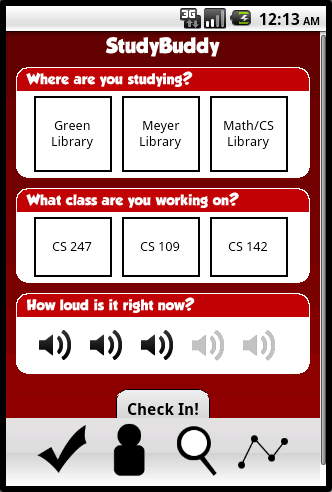 3G 12:13 AM
StudyBuddy
Where are you studying?
Green Meyer Math/CS
Library Library Library
What class are you working on?
CS 247 CS 109 CS 142
How loud is it right now?
Check In!